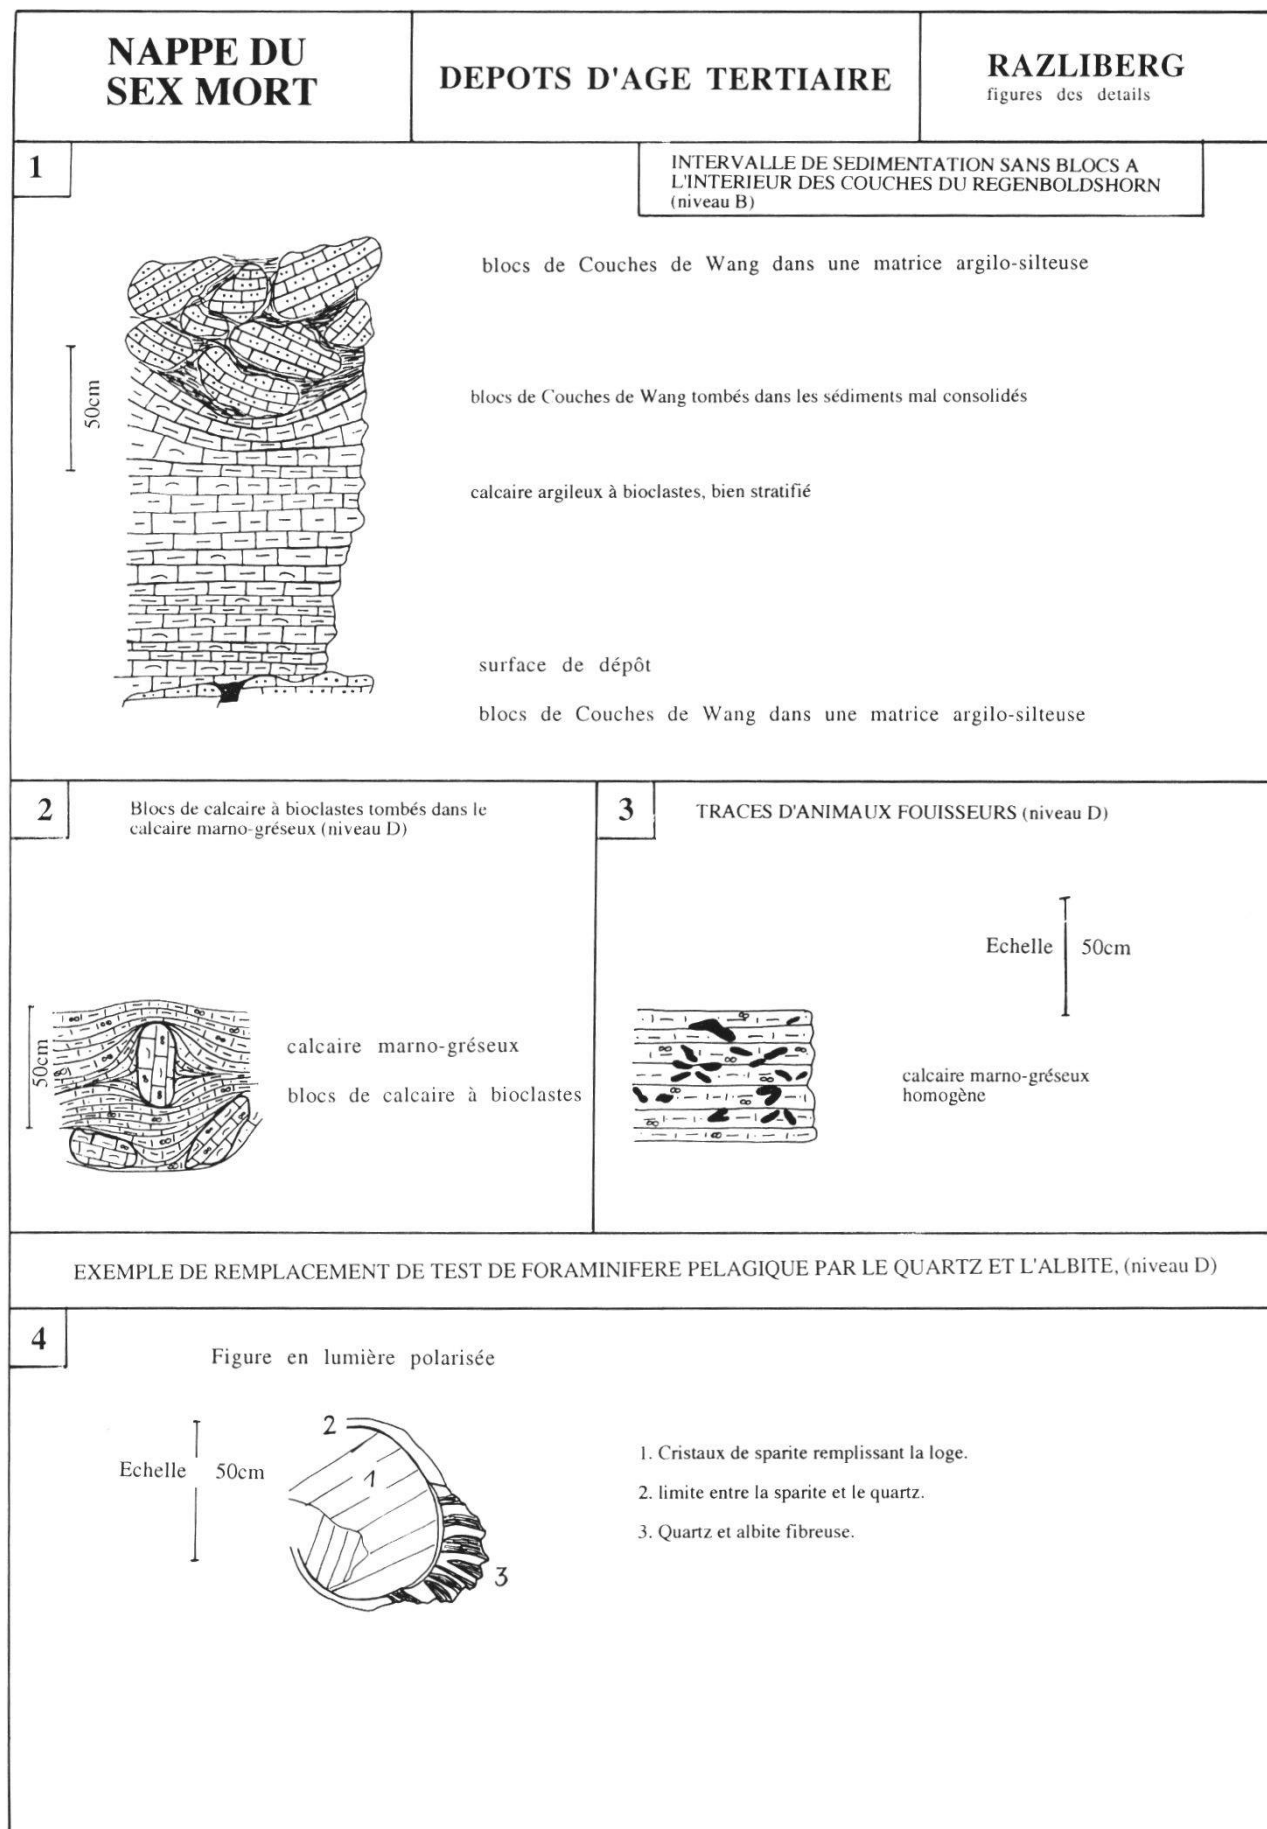 NAPPE DU
SEX MORT
DEPOTS D'AGE TERTIAIRE
RAZLIBERG
figures des details
1
INTERVALLE DE SEDIMENTATION SANS BLOCS A
L'INTERIEUR DES COUCHES DU REGENBOLDSHORN
(niveau B)
blocs de Couches de Wang dans une matrice argilo-silteuse
50cm
blocs de Couches de Wang tombés dans les sédiments mal consolidés
calcaire argileux à bioclastes, bien stratifié
surface de dépôt
blocs de Couches de Wang dans une matrice argilo-silteuse
2
Blocs de calcaire à bioclastes tombés dans le
calcaire marno-gréseux (niveau D)
50cm
calcaire marno-gréseux
blocs de calcaire à bioclastes
3
TRACES D'ANIMAUX FOUISSEURS (niveau D)
Echelle 50cm
calcaire marno-gréseux
homogène
EXEMPLE DE REMPLACEMENT DE TEST DE FORAMINIFERE PELAGIQUE PAR LE QUARTZ ET L'ALBITE, (niveau D)
4
Figure en lumière polarisée
Echelle 50cm
2
1
3
1. Cristaux de sparite remplissant la loge.
2. limite entre la sparite et le quartz.
3. Quartz et albite fibreuse.